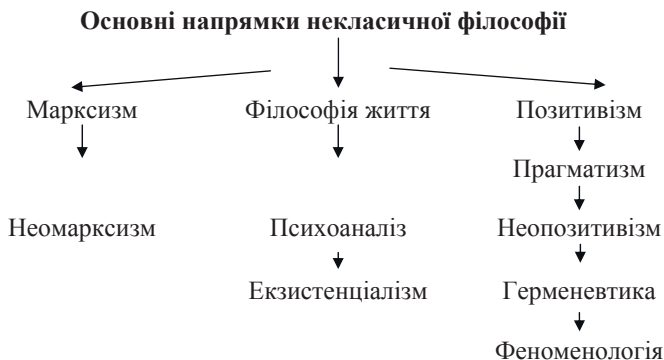 Основні напрямки некласичної філософії
Марксизм Філософія життя Позитивізм
Прагматизм
Неомарксизм Психоаналіз Неопозитивізм
Екзистенціалізм Герменевтика
Феноменологія